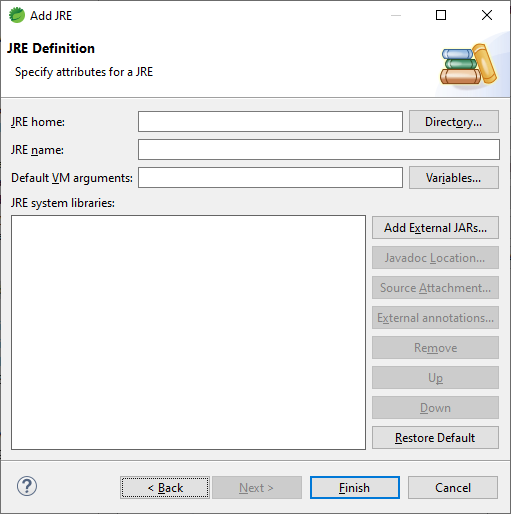 Add JRE
JRE Definition
Specify attributes for a JRE
JRE home:
Directory...
JRE name:
Default VM arguments:
Variables...
JRE system libraries:
Add External JARs...
Javadoc Location...
Source Attachment...
External annotations...
Remove
Up
Down
Restore Default
?
< Back
Next >
Finish
Cancel